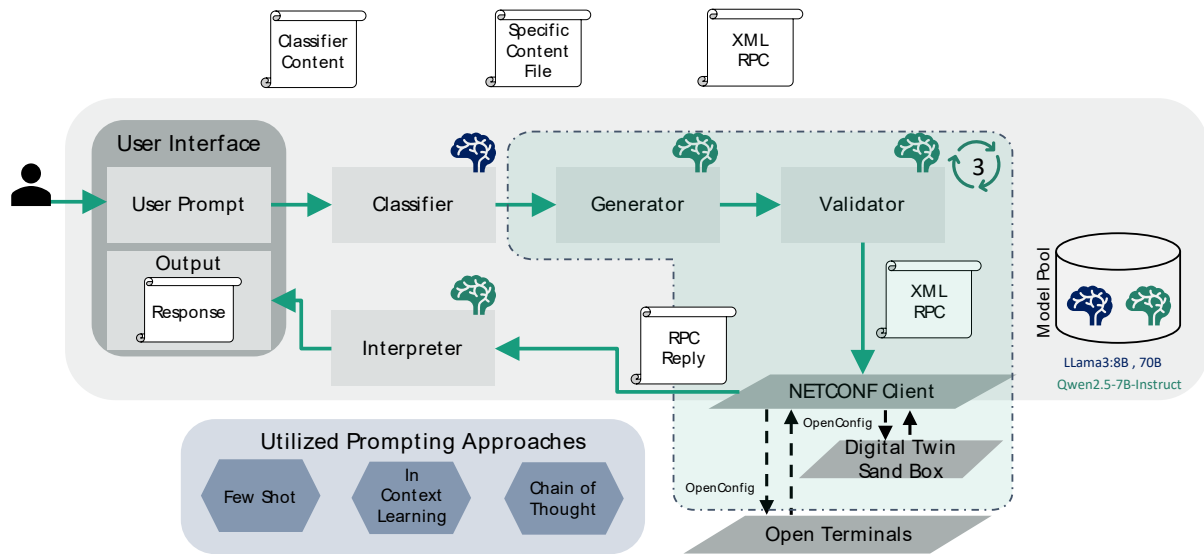 Classifier
Content
Specific
Content
File
XML
RPC
User Interface
User Prompt
Classifier
Generator
Validator
3
Output
Response
Interpreter
RPC
Reply
XML
RPC
Model Pool
LLama3:8B , 70B
Qwen2.5-7B-Instruct
NETCONF Client
OpenConfig
Digital Twin
Sand Box
OpenConfig
Open Terminals
Utilized Prompting Approaches
Few Shot
In
Context
Learning
Chain of
Thought